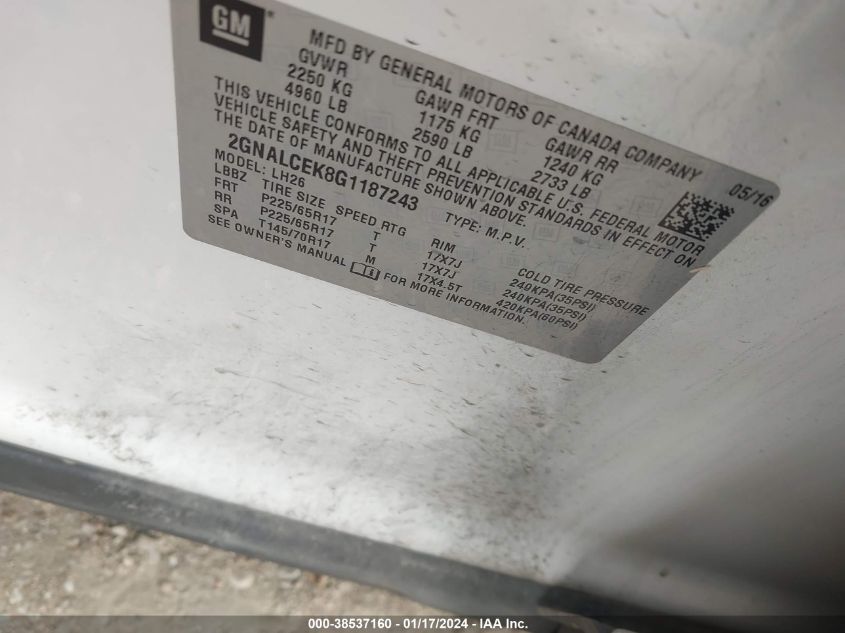 GM
MFD BY GENERAL MOTORS OF CANADA COMPANY
GVWR GAWR FRT GAWR RR 05/16
2250 KG 1175 KG 1240 KG
4960 LB 2590 LB 2733 LB
THIS VEHICLE CONFORMS TO ALL APPLICABLE U.S. FEDERAL MOTOR
VEHICLE SAFETY AND THEFT PREVENTION STANDARDS IN EFFECT ON
THE DATE OF MANUFACTURE SHOWN ABOVE.
2GNALCEK8G1187243 TYPE: M.P.V.
MODEL: LH26
LBBZ TIRE SIZE SPEED RTG RIM COLD TIRE PRESSURE
FRT P225/65R17 T 17X7J 240KPA(35PSI)
RR P225/65R17 T 17X7J 240KPA(35PSI)
SPA T145/70R17 M 17X4.5T 420KPA(60PSI)
SEE OWNER'S MANUAL FOR MORE INFORMATION.
000-38537160 - 01/17/2024 - IAA Inc.